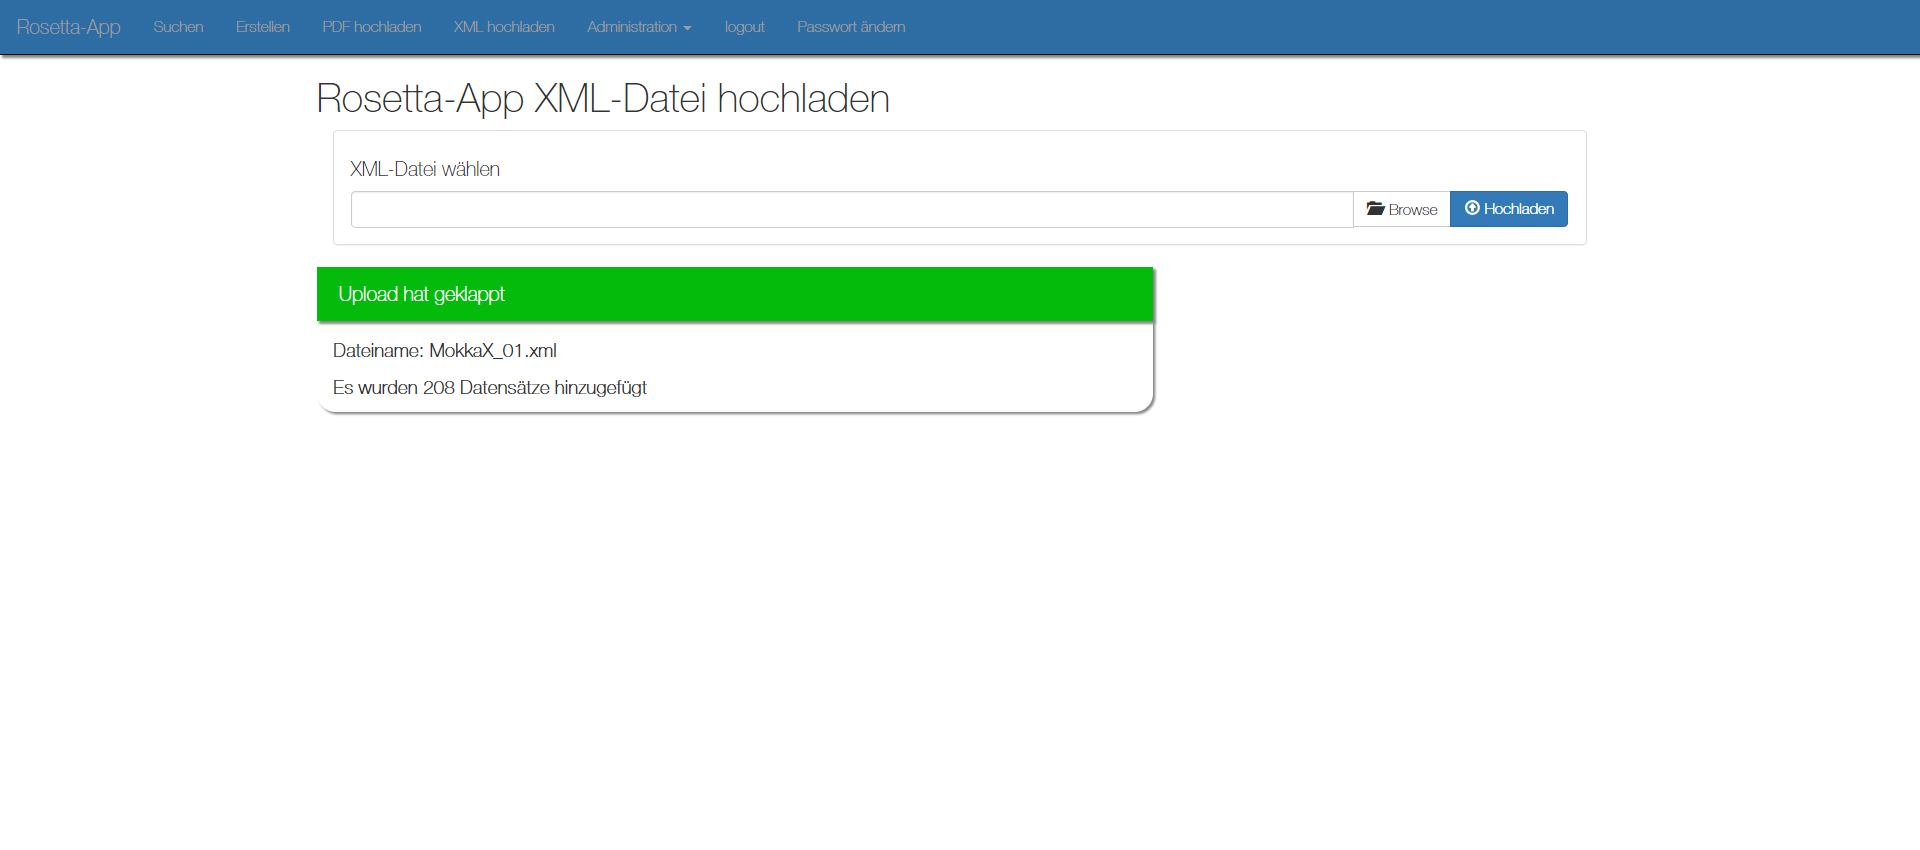 Rosetta-App Suchen Erstellen PDF hochladen XML hochladen Administration logout Passwort ändern
Rosetta-App XML-Datei hochladen
XML-Datei wählen
Browse Hochladen
Upload hat geklappt
Dateiname: MokkaX_01.xml
Es wurden 208 Datensätze hinzugefügt